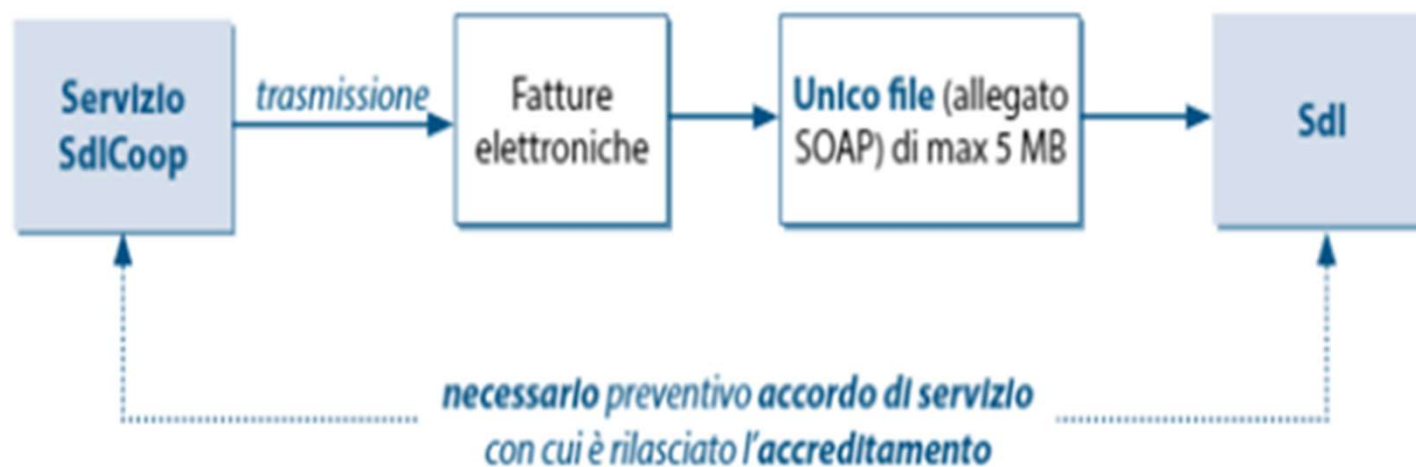 Servizio
SdICoop
trasmissione
Fatture
elettroniche
Unico file (allegato
SOAP) di max 5 MB
SdI
necessario preventivo accordo di servizio
con cui è rilasciato l'accreditamento